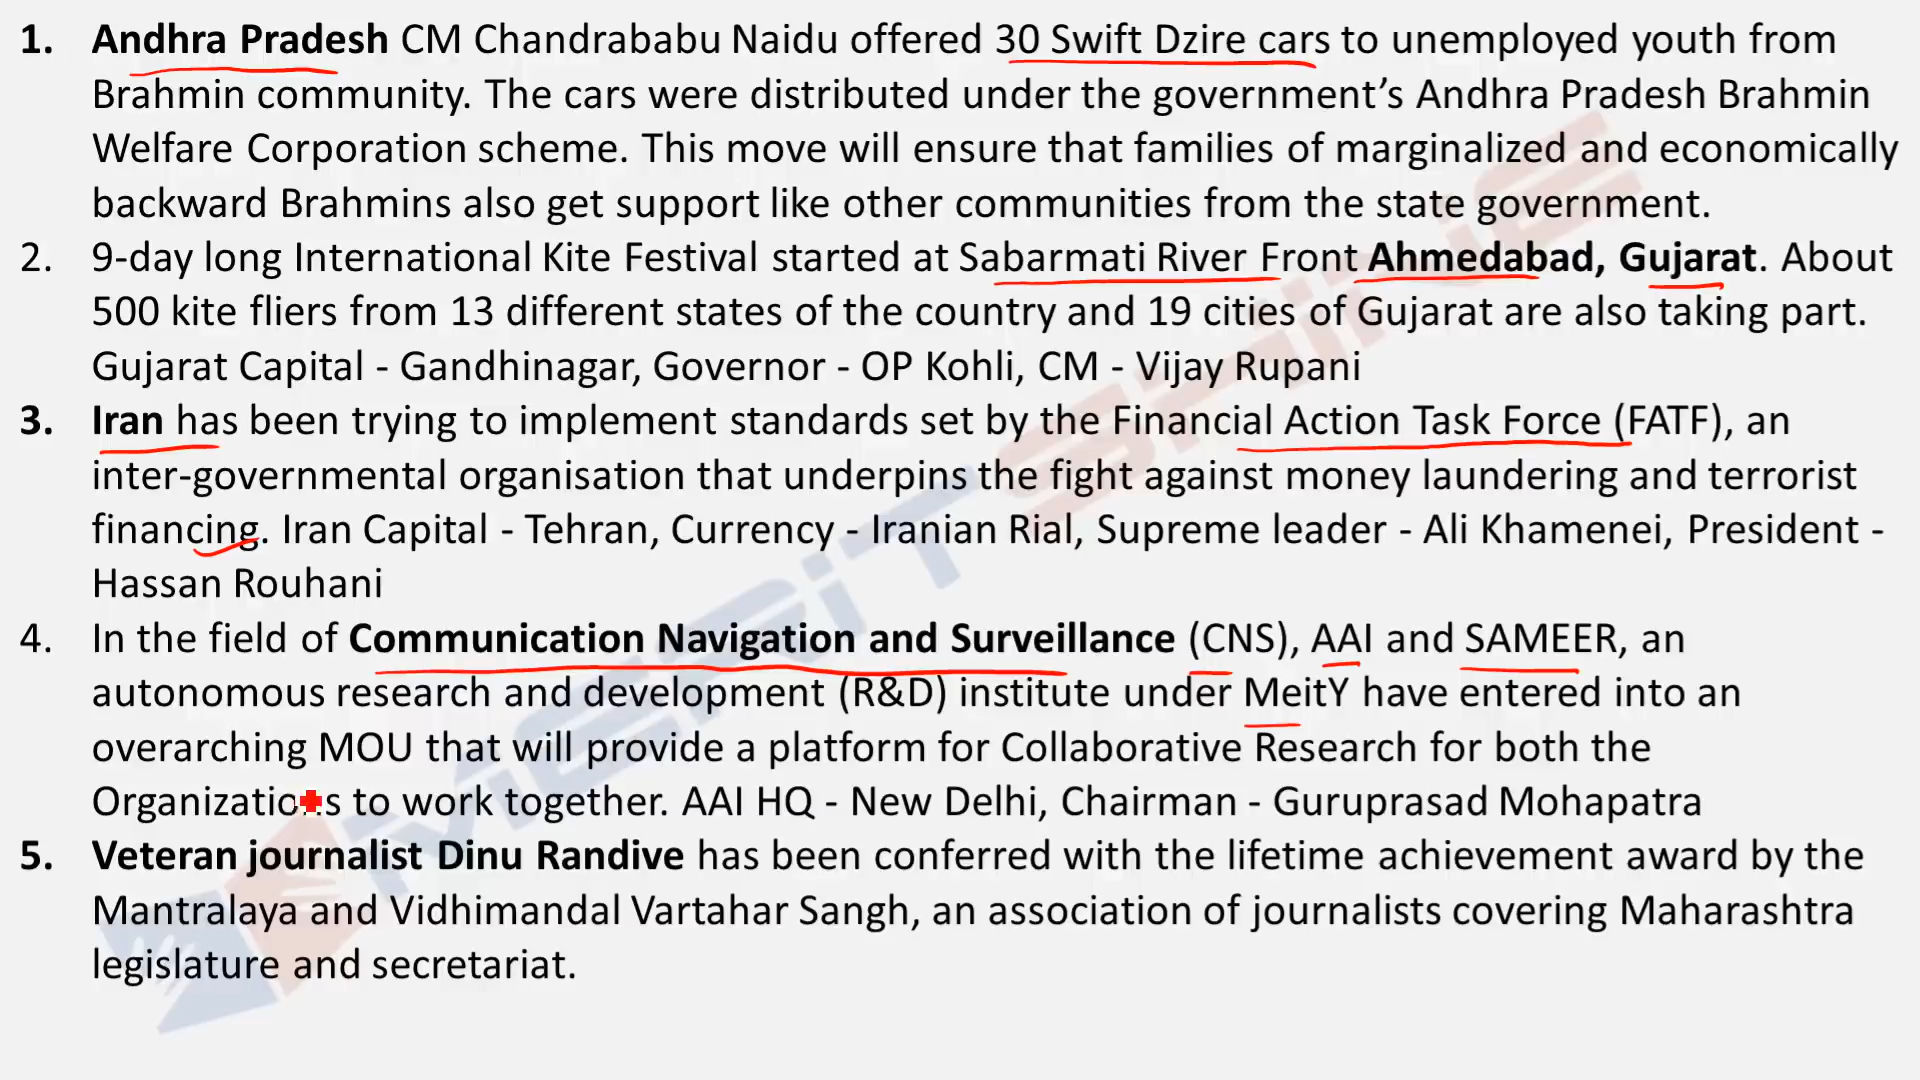 1. Andhra Pradesh CM Chandrababu Naidu offered 30 Swift Dzire cars to unemployed youth from
Brahmin community. The cars were distributed under the government’s Andhra Pradesh Brahmin
Welfare Corporation scheme. This move will ensure that families of marginalized and economically
backward Brahmins also get support like other communities from the state government.
2. 9-day long International Kite Festival started at Sabarmati River Front Ahmedabad, Gujarat. About
500 kite fliers from 13 different states of the country and 19 cities of Gujarat are also taking part.
Gujarat Capital - Gandhinagar, Governor - OP Kohli, CM - Vijay Rupani
3. Iran has been trying to implement standards set by the Financial Action Task Force (FATF), an
inter-governmental organisation that underpins the fight against money laundering and terrorist
financing. Iran Capital - Tehran, Currency - Iranian Rial, Supreme leader - Ali Khamenei, President -
Hassan Rouhani
4. In the field of Communication Navigation and Surveillance (CNS), AAI and SAMEER, an
autonomous research and development (R&D) institute under MeitY have entered into an
overarching MOU that will provide a platform for Collaborative Research for both the
Organizations to work together. AAI HQ - New Delhi, Chairman - Guruprasad Mohapatra
5. Veteran journalist Dinu Randive has been conferred with the lifetime achievement award by the
Mantralaya and Vidhimandal Vartahar Sangh, an association of journalists covering Maharashtra
legislature and secretariat.
MERiT SHiNE